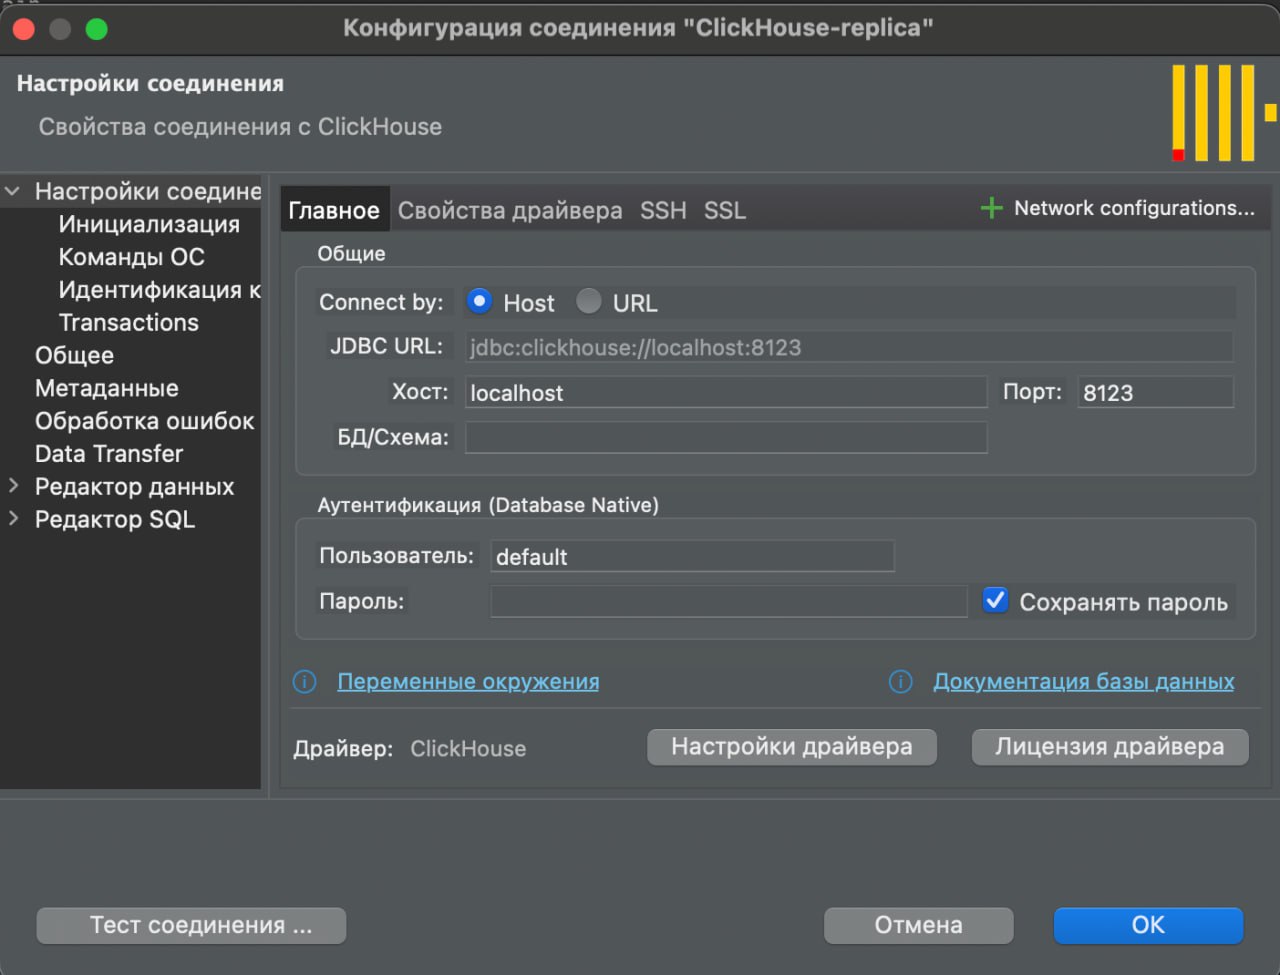 Конфигурация соединения "ClickHouse-replica"
Настройки соединения
Свойства соединения с ClickHouse
Настройки соедине
Инициализация
Команды ОС
Идентификация к
Transactions
Общее
Метаданные
Обработка ошибок
Data Transfer
Редактор данных
Редактор SQL
Главное Свойства драйвера SSH SSL Network configurations...
Общие
Connect by: Host URL
JDBC URL: jdbc:clickhouse://localhost:8123
Хост: localhost Порт: 8123
БД/Схема:
Аутентификация (Database Native)
Пользователь: default
Пароль: Сохранять пароль
Переменные окружения Документация базы данных
Драйвер: ClickHouse Настройки драйвера Лицензия драйвера
Тест соединения ... Отмена ОК